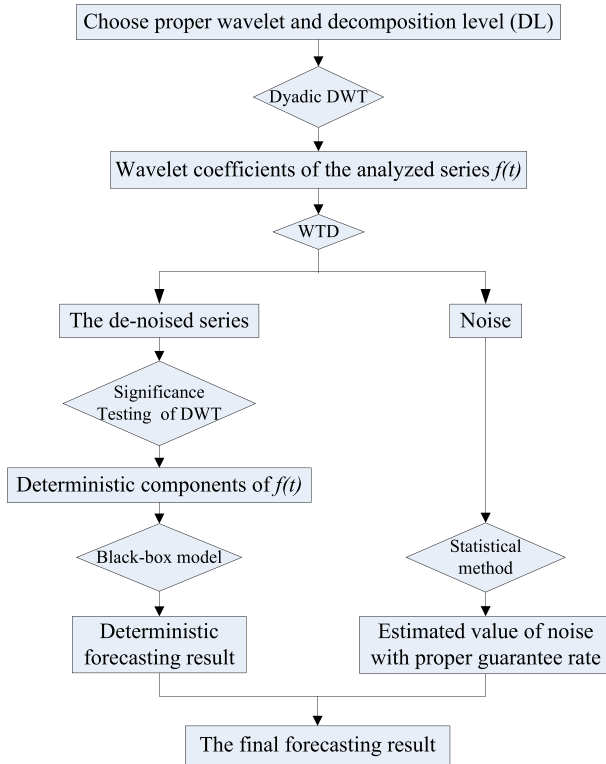 Choose proper wavelet and decomposition level (DL)
Dyadic DWT
Wavelet coefficients of the analyzed series f(t)
WTD
The de-noised series
Noise
Significance
Testing of DWT
Deterministic components of f(t)
Black-box model
Statistical
method
Deterministic
forecasting result
Estimated value of noise
with proper guarantee rate
The final forecasting result